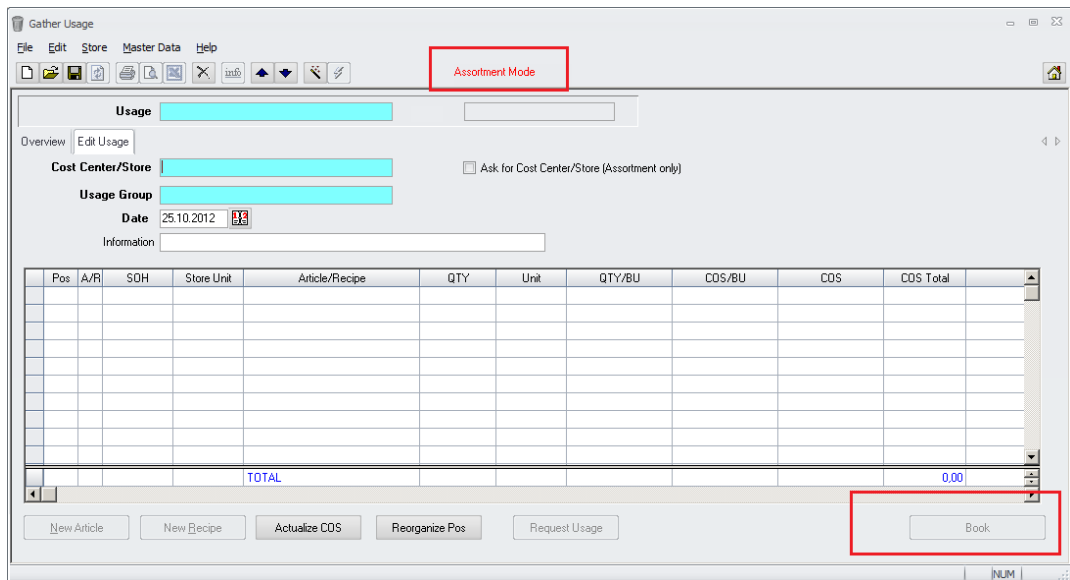 Gather Usage
File Edit Store Master Data Help
info Assortment Mode
Usage
Overview Edit Usage
Cost Center/Store Ask for Cost Center/Store (Assortment only)
Usage Group
Date 25.10.2012
Information
Pos A/R SOH Store Unit Article/Recipe QTY Unit QTY/BU COS/BU COS COS Total
TOTAL 0,00
New Article New Recipe Actualize COS Reorganize Pos Request Usage Book
NUM